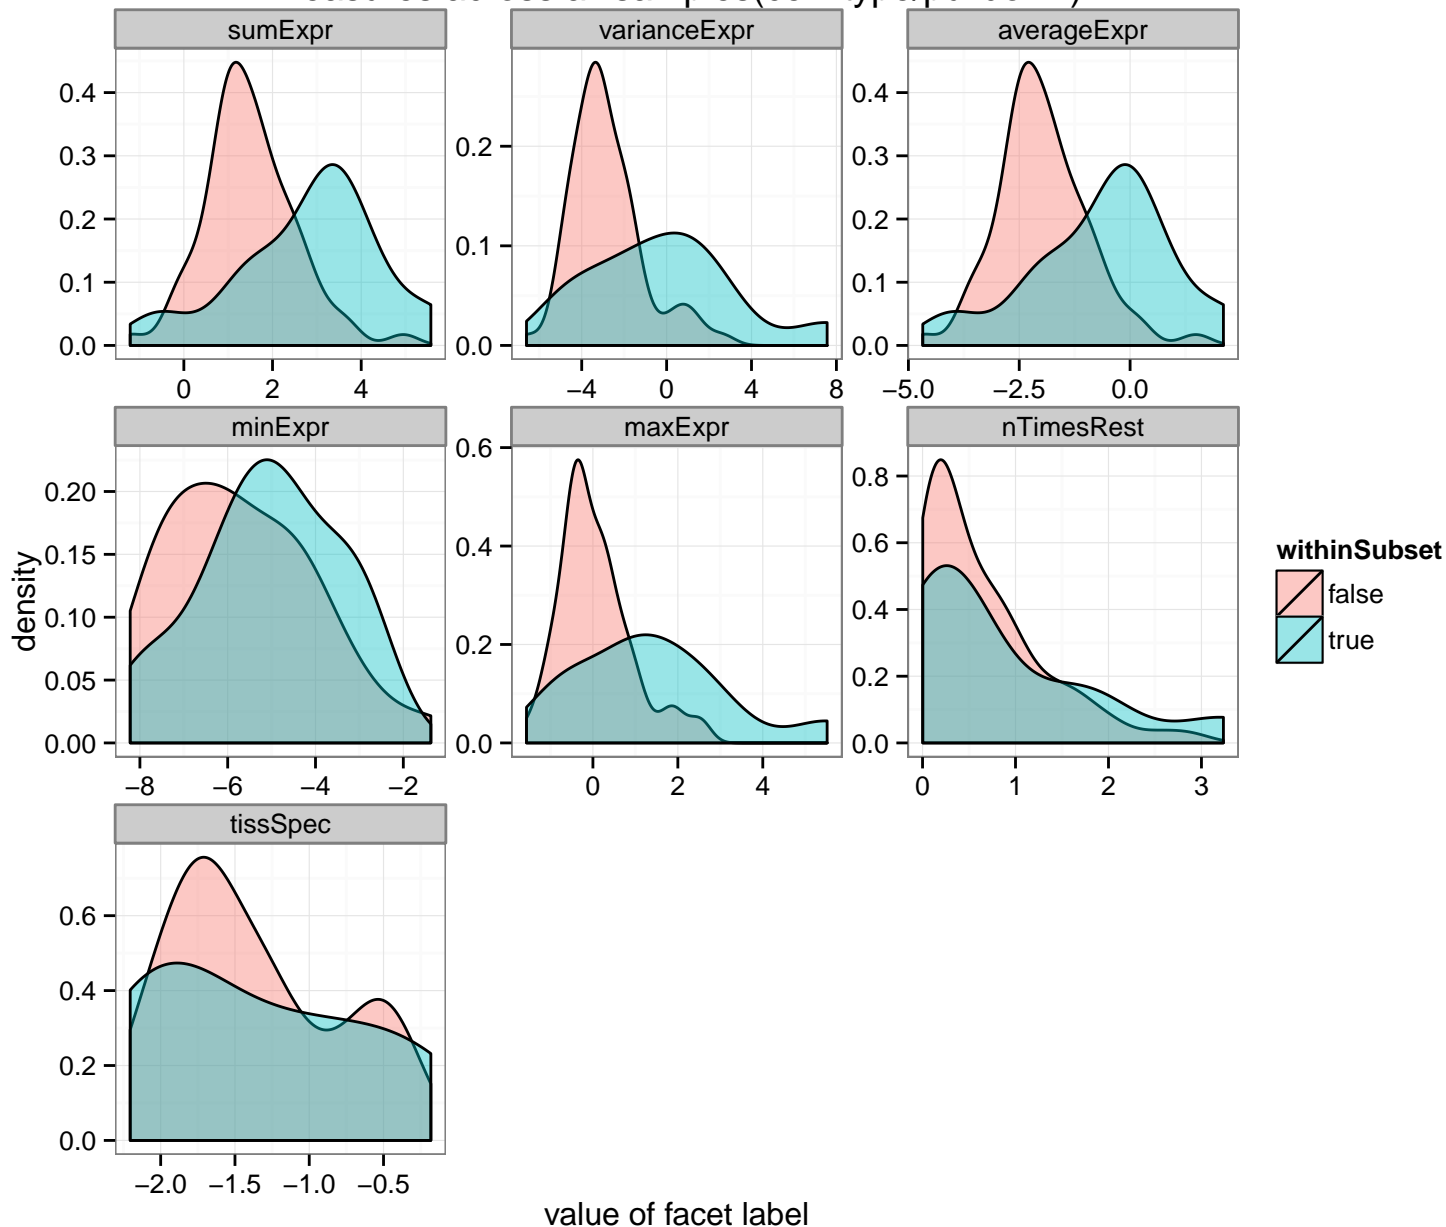 sumExpr varianceExpr averageExpr
0.4 0.3 0.2 0.1 0.0
0 2 4
0.2 0.1 0.0
−4 0 4 8
0.4 0.3 0.2 0.1 0.0
−5.0 −2.5 0.0
minExpr maxExpr nTimesRest
0.20 0.15 0.10 0.05 0.00
−8 −6 −4 −2
0.6 0.4 0.2 0.0
0 2 4
0.8 0.6 0.4 0.2 0.0
0 1 2 3
tissSpec
0.6 0.4 0.2 0.0
−2.0 −1.5 −1.0 −0.5
density
value of facet label
withinSubset
false
true